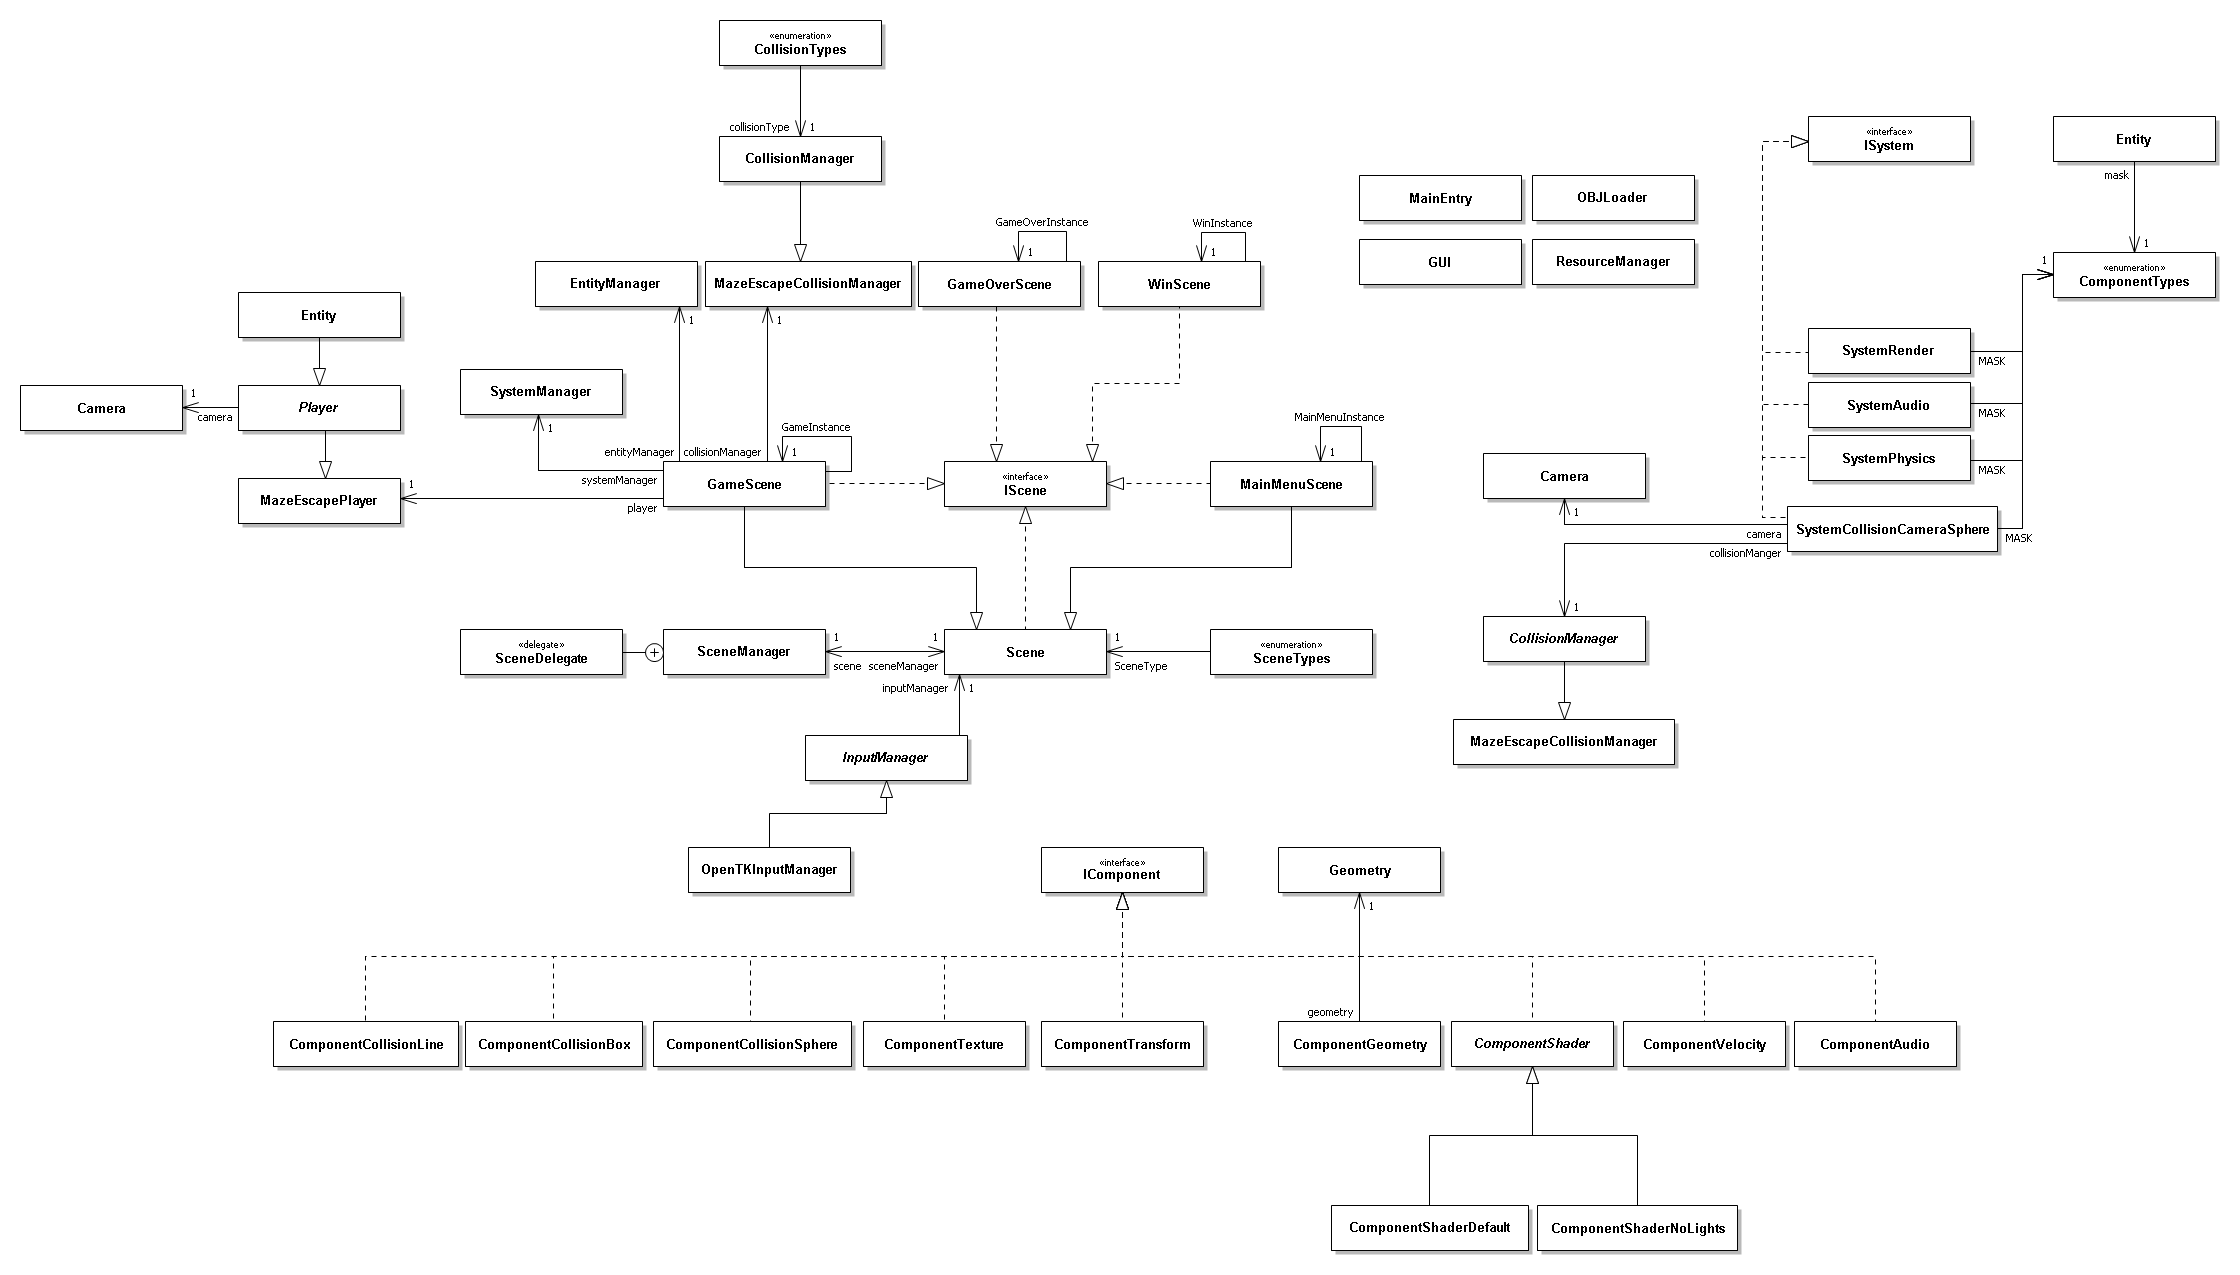 «enumeration»
CollisionTypes
collisionType
1
CollisionManager
«interface»
ISystem
Entity
mask
1
MainEntry
OBJLoader
GameOverInstance
1
WinInstance
1
EntityManager
MazeEscapeCollisionManager
GameOverScene
WinScene
GUI
ResourceManager
1
«enumeration»
ComponentTypes
Entity
1
1
SystemRender
MASK
SystemManager
1
Camera
1
camera
Player
SystemAudio
MASK
MainMenuInstance
1
GameInstance
1
entityManager
collisionManager
systemManager
SystemPhysics
MASK
Camera
1
MazeEscapePlayer
1
player
GameScene
«interface»
IScene
MainMenuScene
SystemCollisionCameraSphere
MASK
camera
collisionManger
1
CollisionManager
«delegate»
SceneDelegate
SceneManager
1
scene
1
sceneManager
Scene
1
SceneType
«enumeration»
SceneTypes
inputManager
1
MazeEscapeCollisionManager
InputManager
OpenTKInputManager
«interface»
IComponent
Geometry
1
geometry
ComponentCollisionLine
ComponentCollisionBox
ComponentCollisionSphere
ComponentTexture
ComponentTransform
ComponentGeometry
ComponentShader
ComponentVelocity
ComponentAudio
ComponentShaderDefault
ComponentShaderNoLights